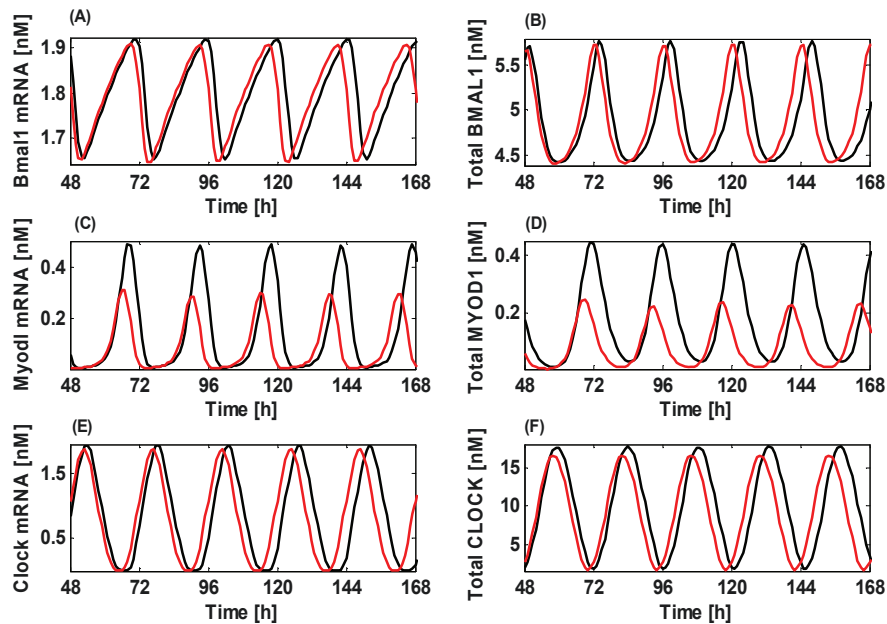 (A)
Bmal1 mRNA [nM]
1.9
1.8
1.7
48 72 96 120 144 168
Time [h]
(B)
Total BMAL1 [nM]
5.5
5
4.5
48 72 96 120 144 168
Time [h]
(C)
Myodl mRNA [nM]
0.4
0.2
48 72 96 120 144 168
Time [h]
(D)
Total MYOD1 [nM]
0.4
0.2
48 72 96 120 144 168
Time [h]
(E)
Clock mRNA [nM]
1.5
0.5
48 72 96 120 144 168
Time [h]
(F)
Total CLOCK [nM]
15
10
5
48 72 96 120 144 168
Time [h]